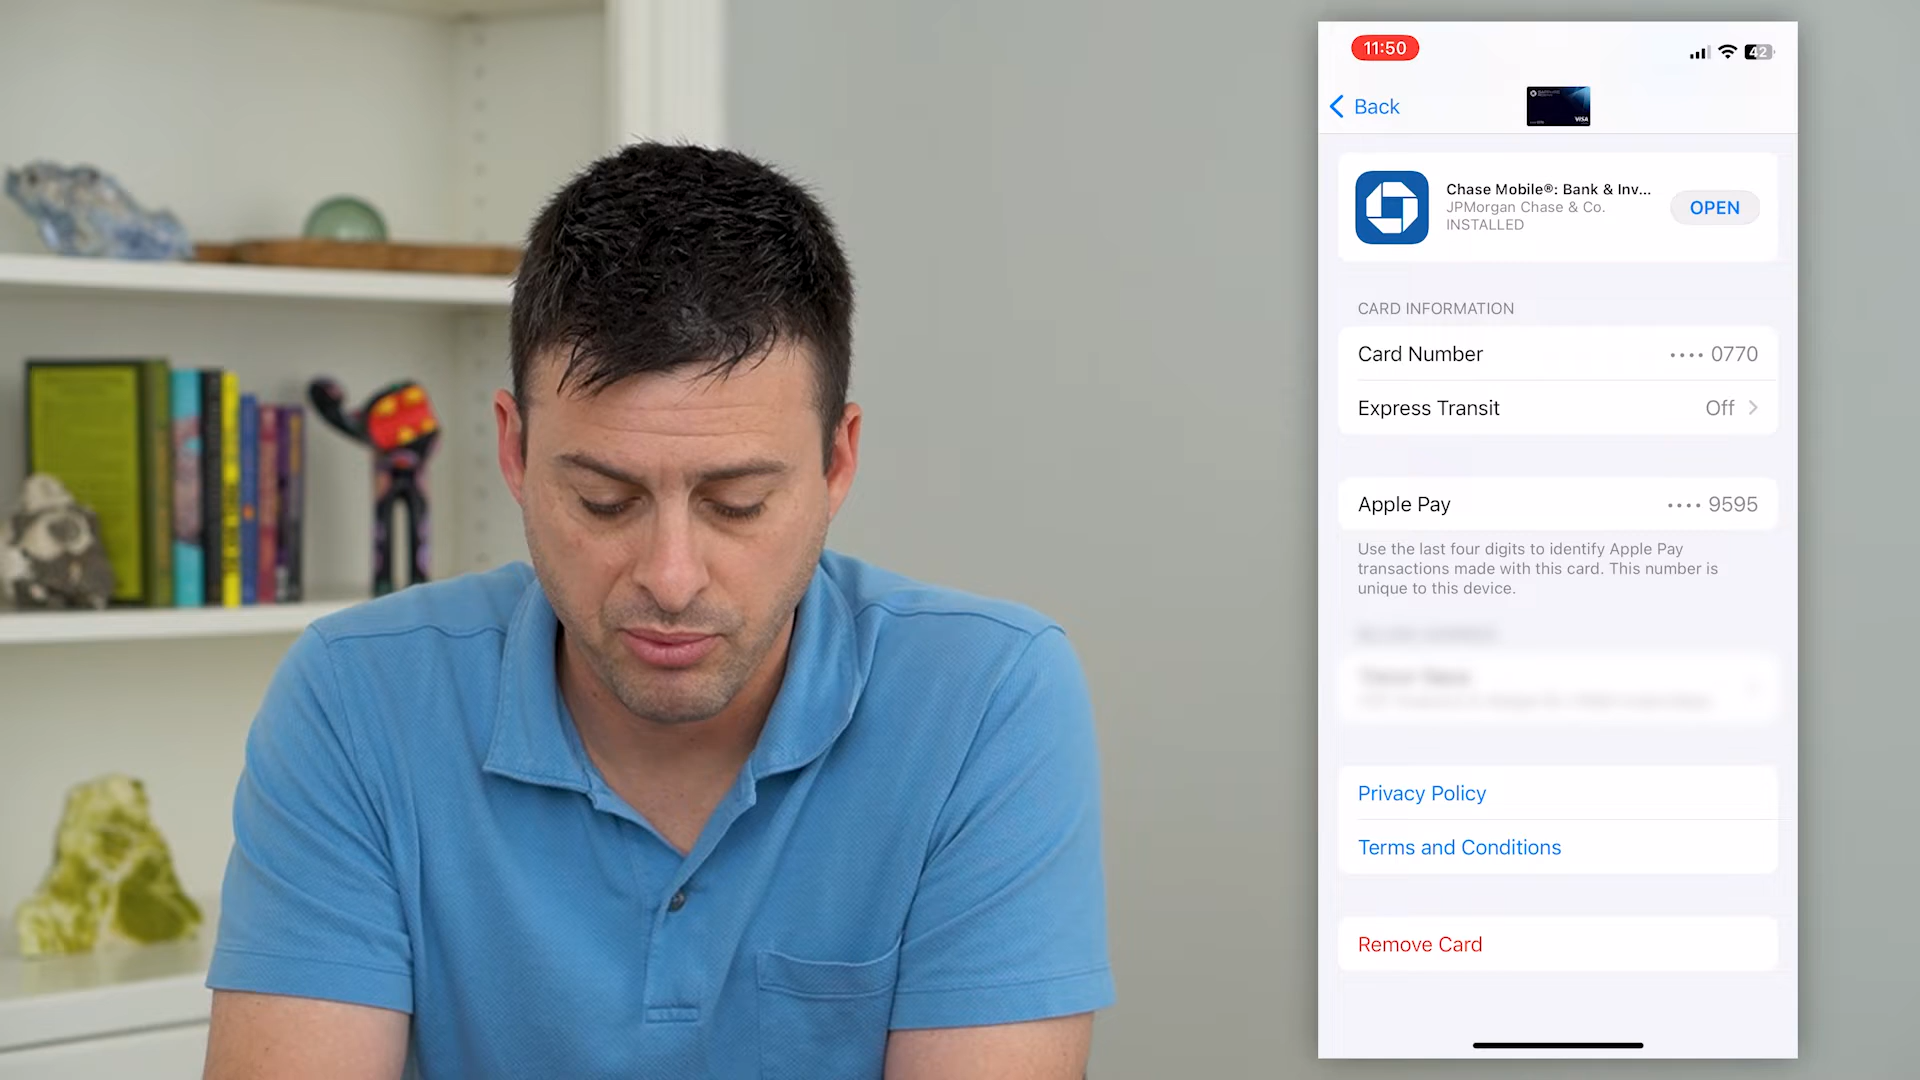 11:50
42
Back
VISA
Chase Mobile®: Bank & Inv...
JPMorgan Chase & Co.
INSTALLED
OPEN
CARD INFORMATION
Card Number
•••• 0770
Express Transit
Off
Apple Pay
•••• 9595
Use the last four digits to identify Apple Pay
transactions made with this card. This number is
unique to this device.
Privacy Policy
Terms and Conditions
Remove Card